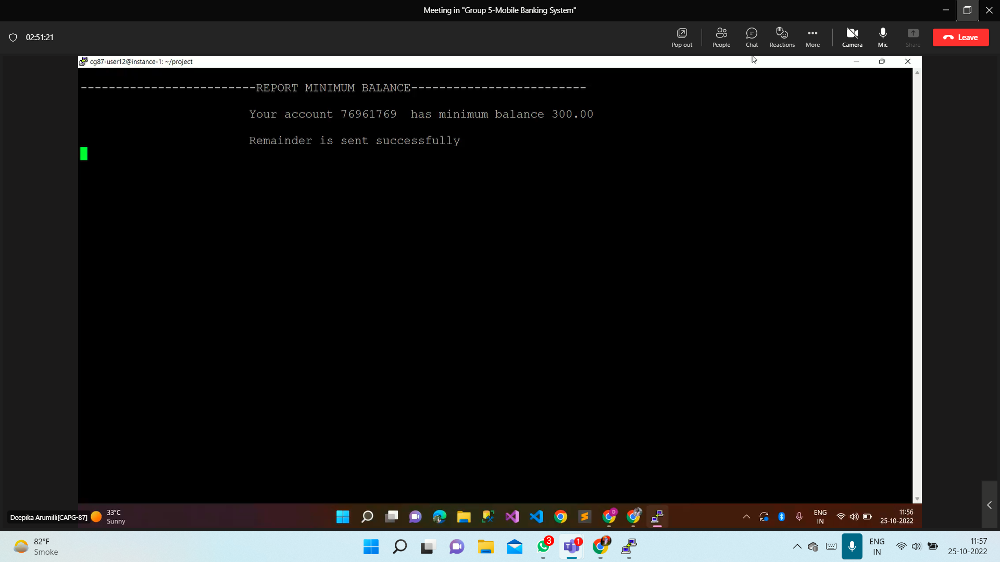 Meeting in "Group 5-Mobile Banking System"
02:51:21
Pop out
People
Chat
Reactions
More
Camera
Mic
Share
Leave
cg87-user12@instance-1: ~/project
-------------------------REPORT MINIMUM BALANCE-------------------------
Your account 76961769  has minimum balance 300.00
Remainder is sent successfully
Deepika Arumilli[CAPG-87]
33°C
Sunny
D
ENG
IN
11:56
25-10-2022
82°F
Smoke
3
1
ENG
IN
11:57
25-10-2022